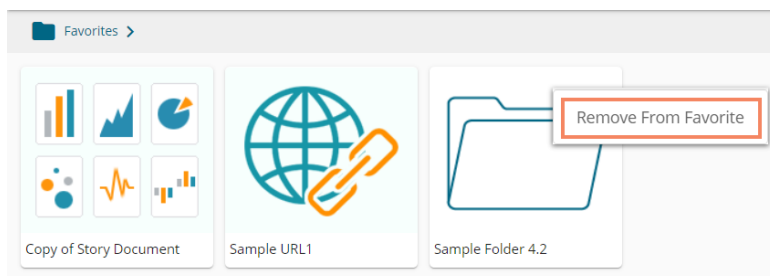 Favorites
Remove From Favorite
Copy of Story Document
Sample URL1
Sample Folder 4.2